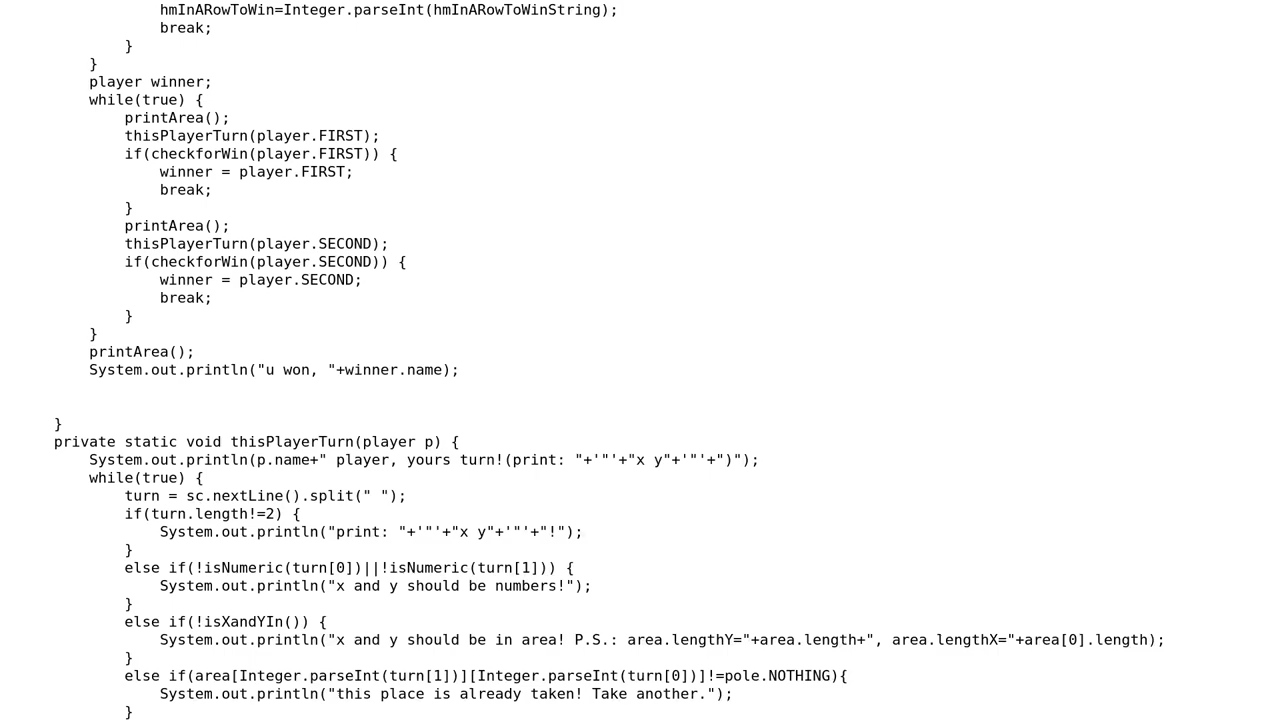 hmInARowToWin=Integer.parseInt(hmInARowToWinString);
break;
}
}
player winner;
while(true) {
printArea();
thisPlayerTurn(player.FIRST);
if(checkforWin(player.FIRST)) {
winner = player.FIRST;
break;
}
printArea();
thisPlayerTurn(player.SECOND);
if(checkforWin(player.SECOND)) {
winner = player.SECOND;
break;
}
}
printArea();
System.out.println("u won, "+winner.name);
}
private static void thisPlayerTurn(player p) {
System.out.println(p.name+" player, yours turn!(print: "+'"'+"x y"+'"'+")");
while(true) {
turn = sc.nextLine().split(" ");
if(turn.length!=2) {
System.out.println("print: "+'"'+"x y"+'"'+"!");
}
else if(!isNumeric(turn[0])||!isNumeric(turn[1])) {
System.out.println("x and y should be numbers!");
}
else if(!isXandYIn()) {
System.out.println("x and y should be in area! P.S.: area.lengthY="+area.length+", area.lengthX="+area[0].length);
}
else if(area[Integer.parseInt(turn[1])][Integer.parseInt(turn[0])]!=pole.NOTHING){
System.out.println("this place is already taken! Take another.");
}